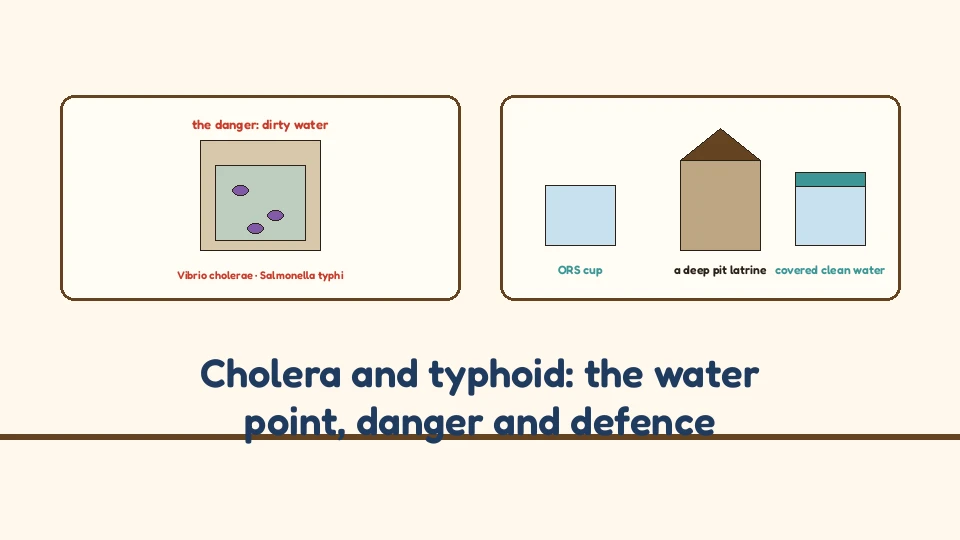 the danger: dirty water
Vibrio cholerae · Salmonella typhi
ORS cup
a deep pit latrine
covered clean water
Cholera and typhoid: the water
point, danger and defence